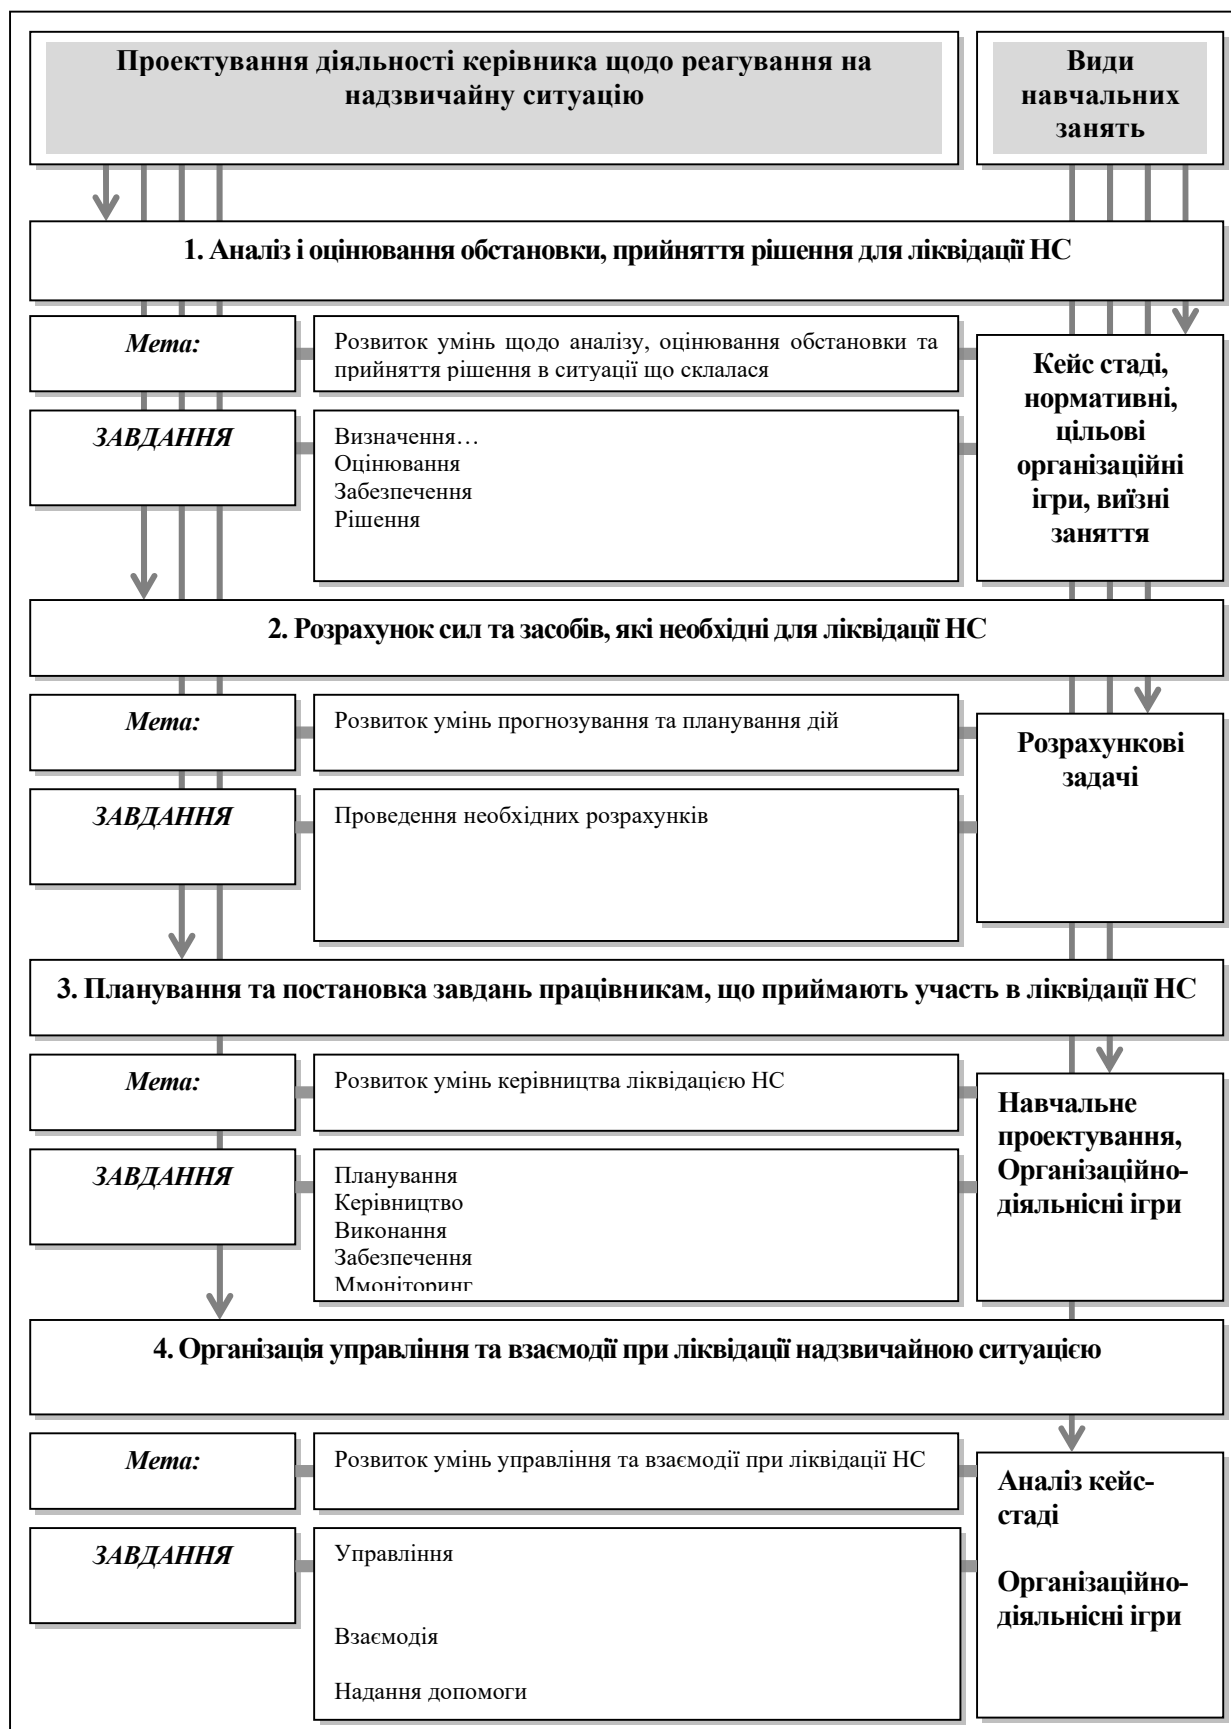 Проектування діяльності керівника щодо реагування на
надзвичайну ситуацію
Види
навчальних
занять
1. Аналіз і оцінювання обстановки, прийняття рішення для ліквідації НС
Мета:
Розвиток умінь щодо аналізу, оцінювання обстановки та
прийняття рішення в ситуації що склалася
Кейс стаді,
нормативні,
цільові
організаційні
ігри, виїзні
заняття
ЗАВДАННЯ
Визначення…
Оцінювання
Забезпечення
Рішення
2. Розрахунок сил та засобів, які необхідні для ліквідації НС
Мета:
Розвиток умінь прогнозування та планування дій
Розрахункові
задачі
ЗАВДАННЯ
Проведення необхідних розрахунків
3. Планування та постановка завдань працівникам, що приймають участь в ліквідації НС
Мета:
Розвиток умінь керівництва ліквідацією НС
Навчальне
проектування,
Організаційно-
діяльнісні ігри
ЗАВДАННЯ
Планування
Керівництво
Виконання
Забезпечення
Ммоніторинг
4. Організація управління та взаємодії при ліквідації надзвичайною ситуацією
Мета:
Розвиток умінь управління та взаємодії при ліквідації НС
Аналіз кейс-
стаді
Організаційно-
діяльнісні ігри
ЗАВДАННЯ
Управління
Взаємодія
Надання допомоги